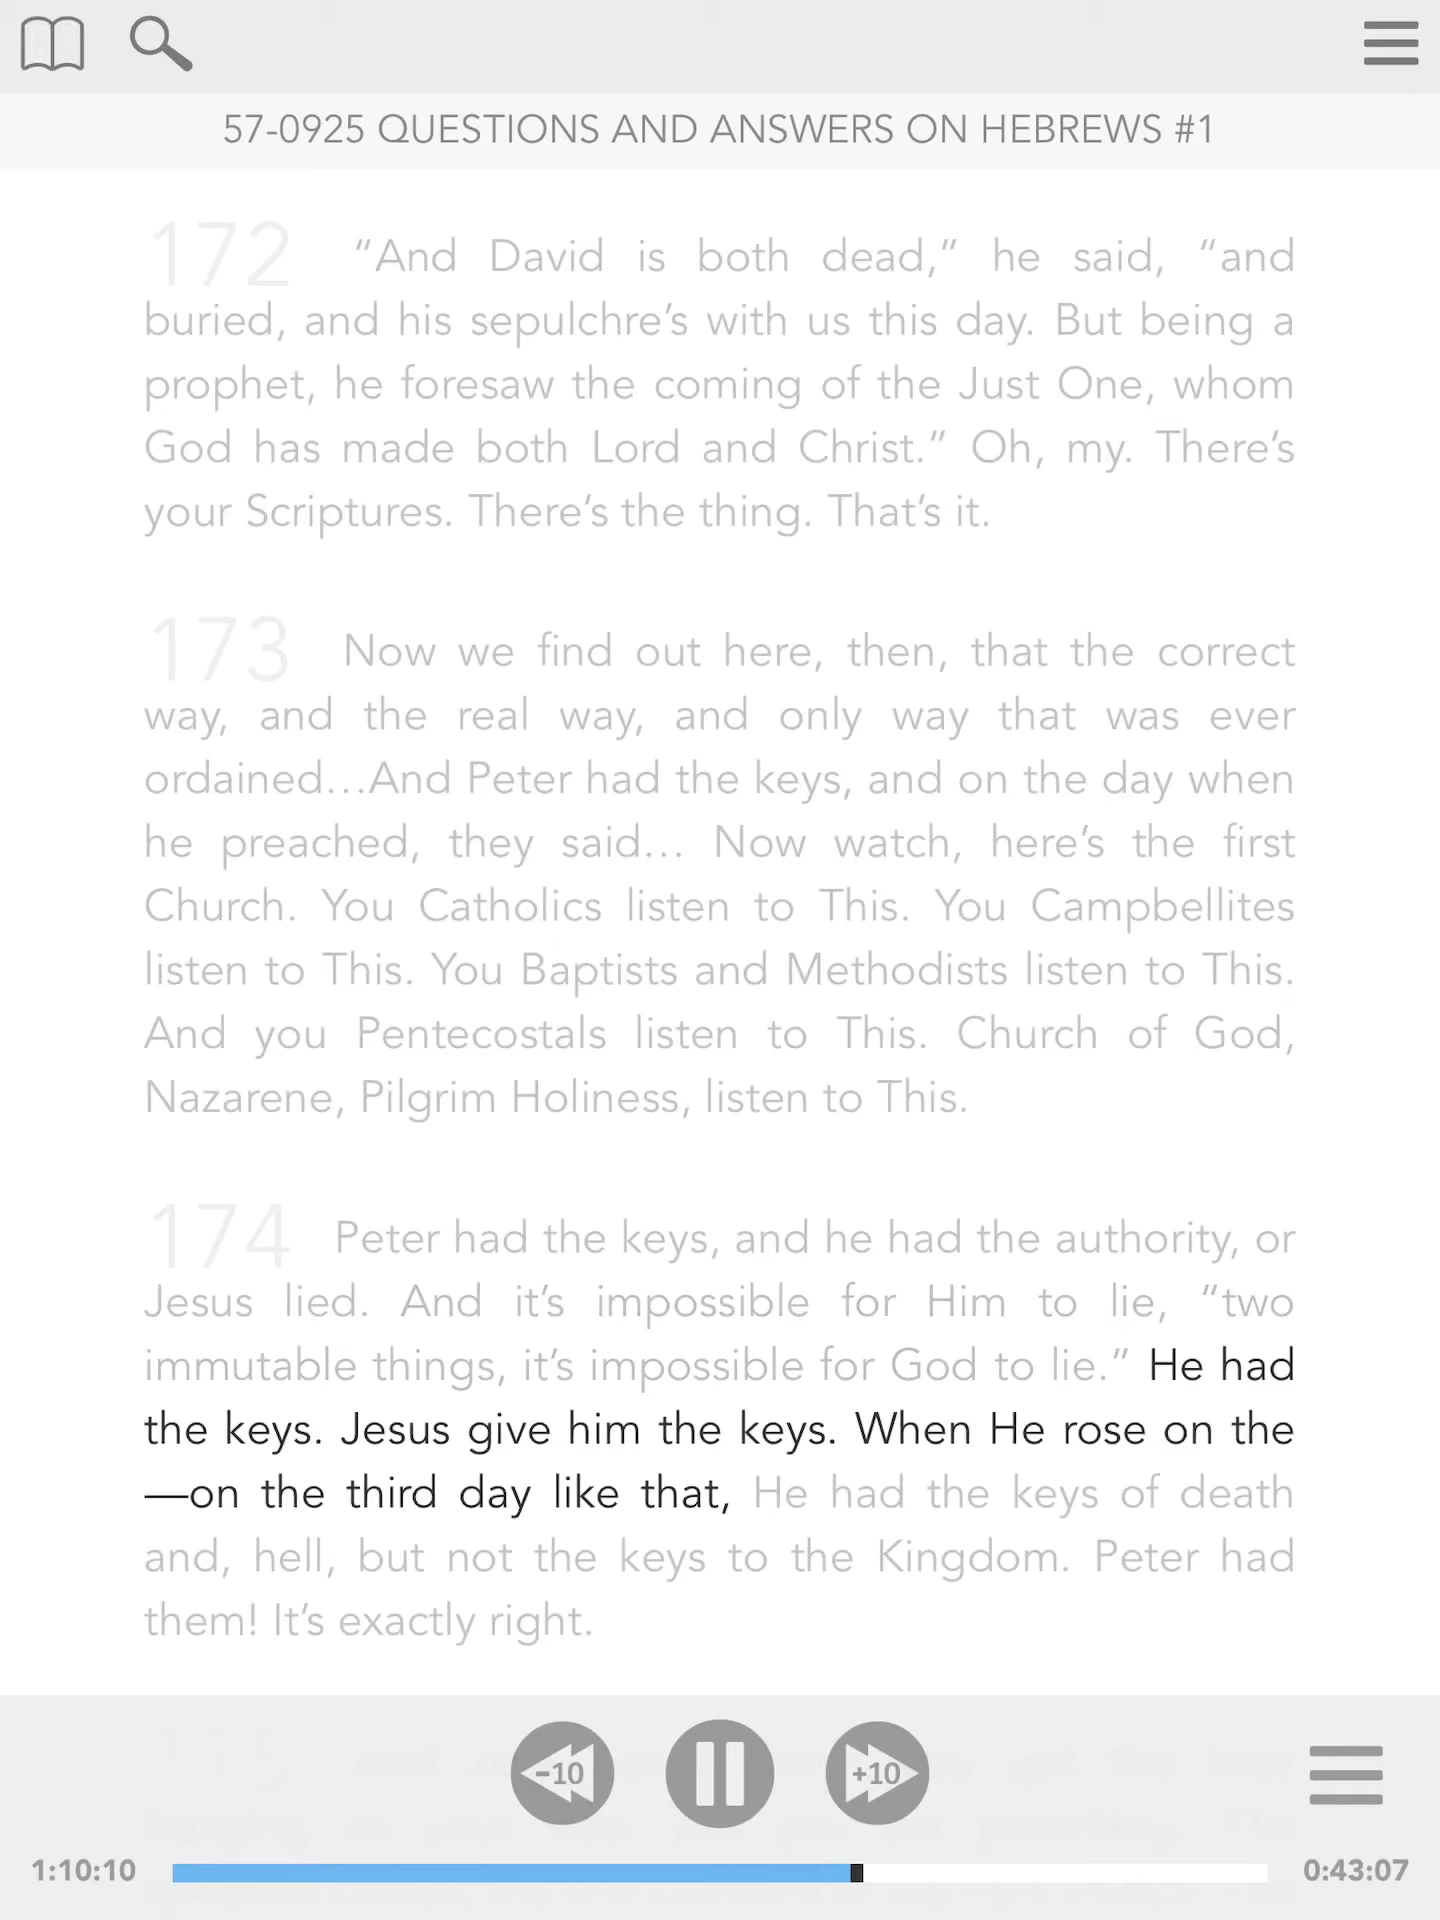 57-0925 QUESTIONS AND ANSWERS ON HEBREWS #1
172 “And David is both dead,” he said, “and
buried, and his sepulchre’s with us this day. But being a
prophet, he foresaw the coming of the Just One, whom
God has made both Lord and Christ.” Oh, my. There’s
your Scriptures. There’s the thing. That’s it.
173 Now we find out here, then, that the correct
way, and the real way, and only way that was ever
ordained…And Peter had the keys, and on the day when
he preached, they said… Now watch, here’s the first
Church. You Catholics listen to This. You Campbellites
listen to This. You Baptists and Methodists listen to This.
And you Pentecostals listen to This. Church of God,
Nazarene, Pilgrim Holiness, listen to This.
174 Peter had the keys, and he had the authority, or
Jesus lied. And it’s impossible for Him to lie, “two
immutable things, it’s impossible for God to lie.” He had
the keys. Jesus give him the keys. When He rose on the
—on the third day like that, He had the keys of death
and, hell, but not the keys to the Kingdom. Peter had
them! It’s exactly right.
-10 +10
1:10:10 0:43:07